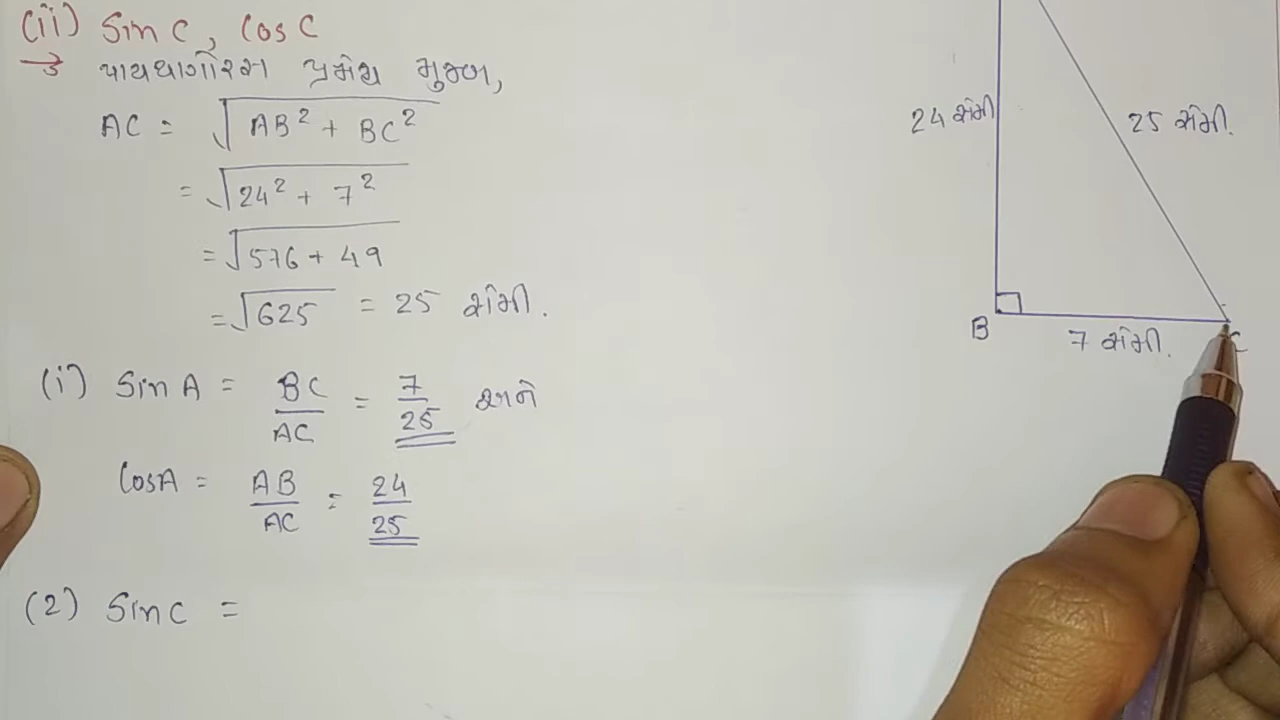 (ii) Sin C, Cos C
→ પાયથાગોરસ પ્રમેય મુજબ,
AC = √(AB² + BC²)
= √(24² + 7²)
= √(576 + 49)
= √625 = 25 સેમી.
(i) Sin A = BC/AC = 7/25 અને
Cos A = AB/AC = 24/25
(2) Sin C =
24 સેમી
25 સેમી.
B
7 સેમી.
C